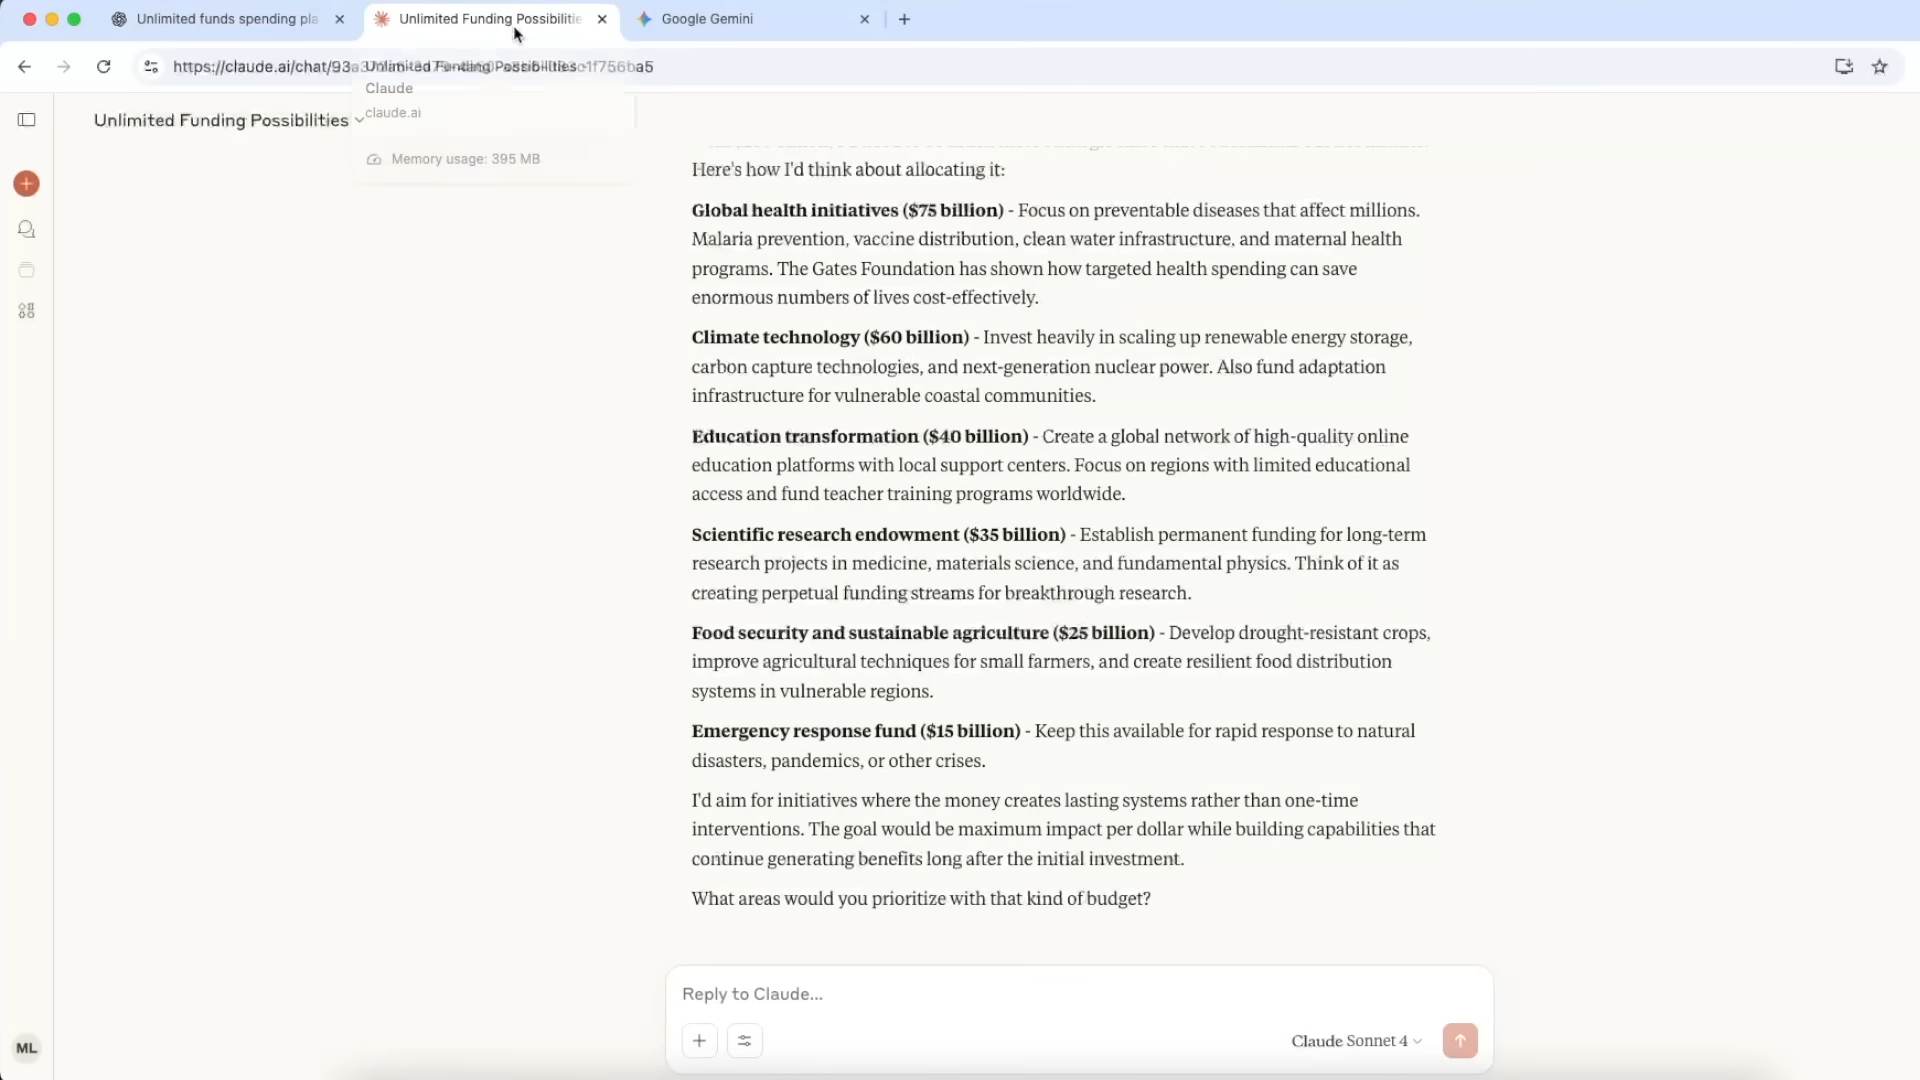 Unlimited funds spending pla
Unlimited Funding Possibilitie
Google Gemini
https://claude.ai/chat/93
Unlimited Funding Possibilities -
Claude
claude.ai
Memory usage: 395 MB
Unlimited Funding Possibilities
Here's how I'd think about allocating it:
Global health initiatives ($75 billion) - Focus on preventable diseases that affect millions.
Malaria prevention, vaccine distribution, clean water infrastructure, and maternal health
programs. The Gates Foundation has shown how targeted health spending can save
enormous numbers of lives cost-effectively.
Climate technology ($60 billion) - Invest heavily in scaling up renewable energy storage,
carbon capture technologies, and next-generation nuclear power. Also fund adaptation
infrastructure for vulnerable coastal communities.
Education transformation ($40 billion) - Create a global network of high-quality online
education platforms with local support centers. Focus on regions with limited educational
access and fund teacher training programs worldwide.
Scientific research endowment ($35 billion) - Establish permanent funding for long-term
research projects in medicine, materials science, and fundamental physics. Think of it as
creating perpetual funding streams for breakthrough research.
Food security and sustainable agriculture ($25 billion) - Develop drought-resistant crops,
improve agricultural techniques for small farmers, and create resilient food distribution
systems in vulnerable regions.
Emergency response fund ($15 billion) - Keep this available for rapid response to natural
disasters, pandemics, or other crises.
I'd aim for initiatives where the money creates lasting systems rather than one-time
interventions. The goal would be maximum impact per dollar while building capabilities that
continue generating benefits long after the initial investment.
What areas would you prioritize with that kind of budget?
Reply to Claude...
Claude Sonnet 4
ML